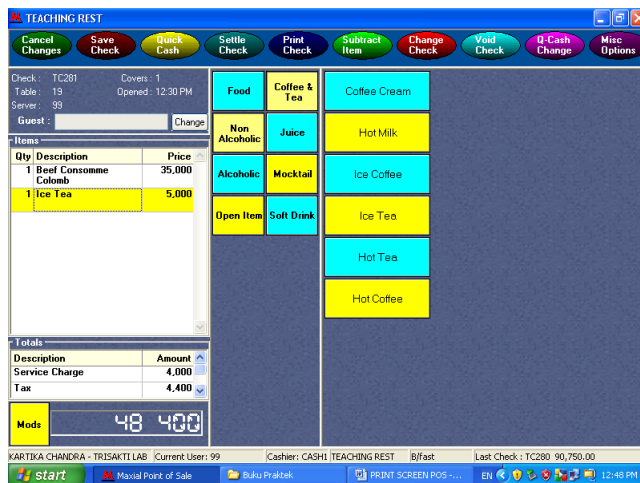 TEACHING REST
Cancel Changes
Save Check
Quick Cash
Settle Check
Print Check
Subtract Item
Change Check
Void Check
Q-Cash Change
Misc Options
Check : TC281 Covers : 1
Table : 19 Opened : 12:30 PM
Server : 99
Guest : Change
Items
Qty Description Price
1 Beef Consomme Colomb 35,000
1 Ice Tea 5,000
Totals
Description Amount
Service Charge 4,000
Tax 4,400
Mods 48 400
Food
Coffee & Tea
Non Alcoholic
Juice
Alcoholic
Mocktail
Open Item
Soft Drink
Coffee Cream
Hot Milk
Ice Coffee
Ice Tea
Hot Tea
Hot Coffee
KARTIKA CHANDRA - TRISAKTI LAB Current User: 99 Cashier: CASH1 TEACHING REST B/fast Last Check : TC280 90,750.00
start Maxial Point of Sale Buku Praktek PRINT SCREEN POS -... EN 12:48 PM